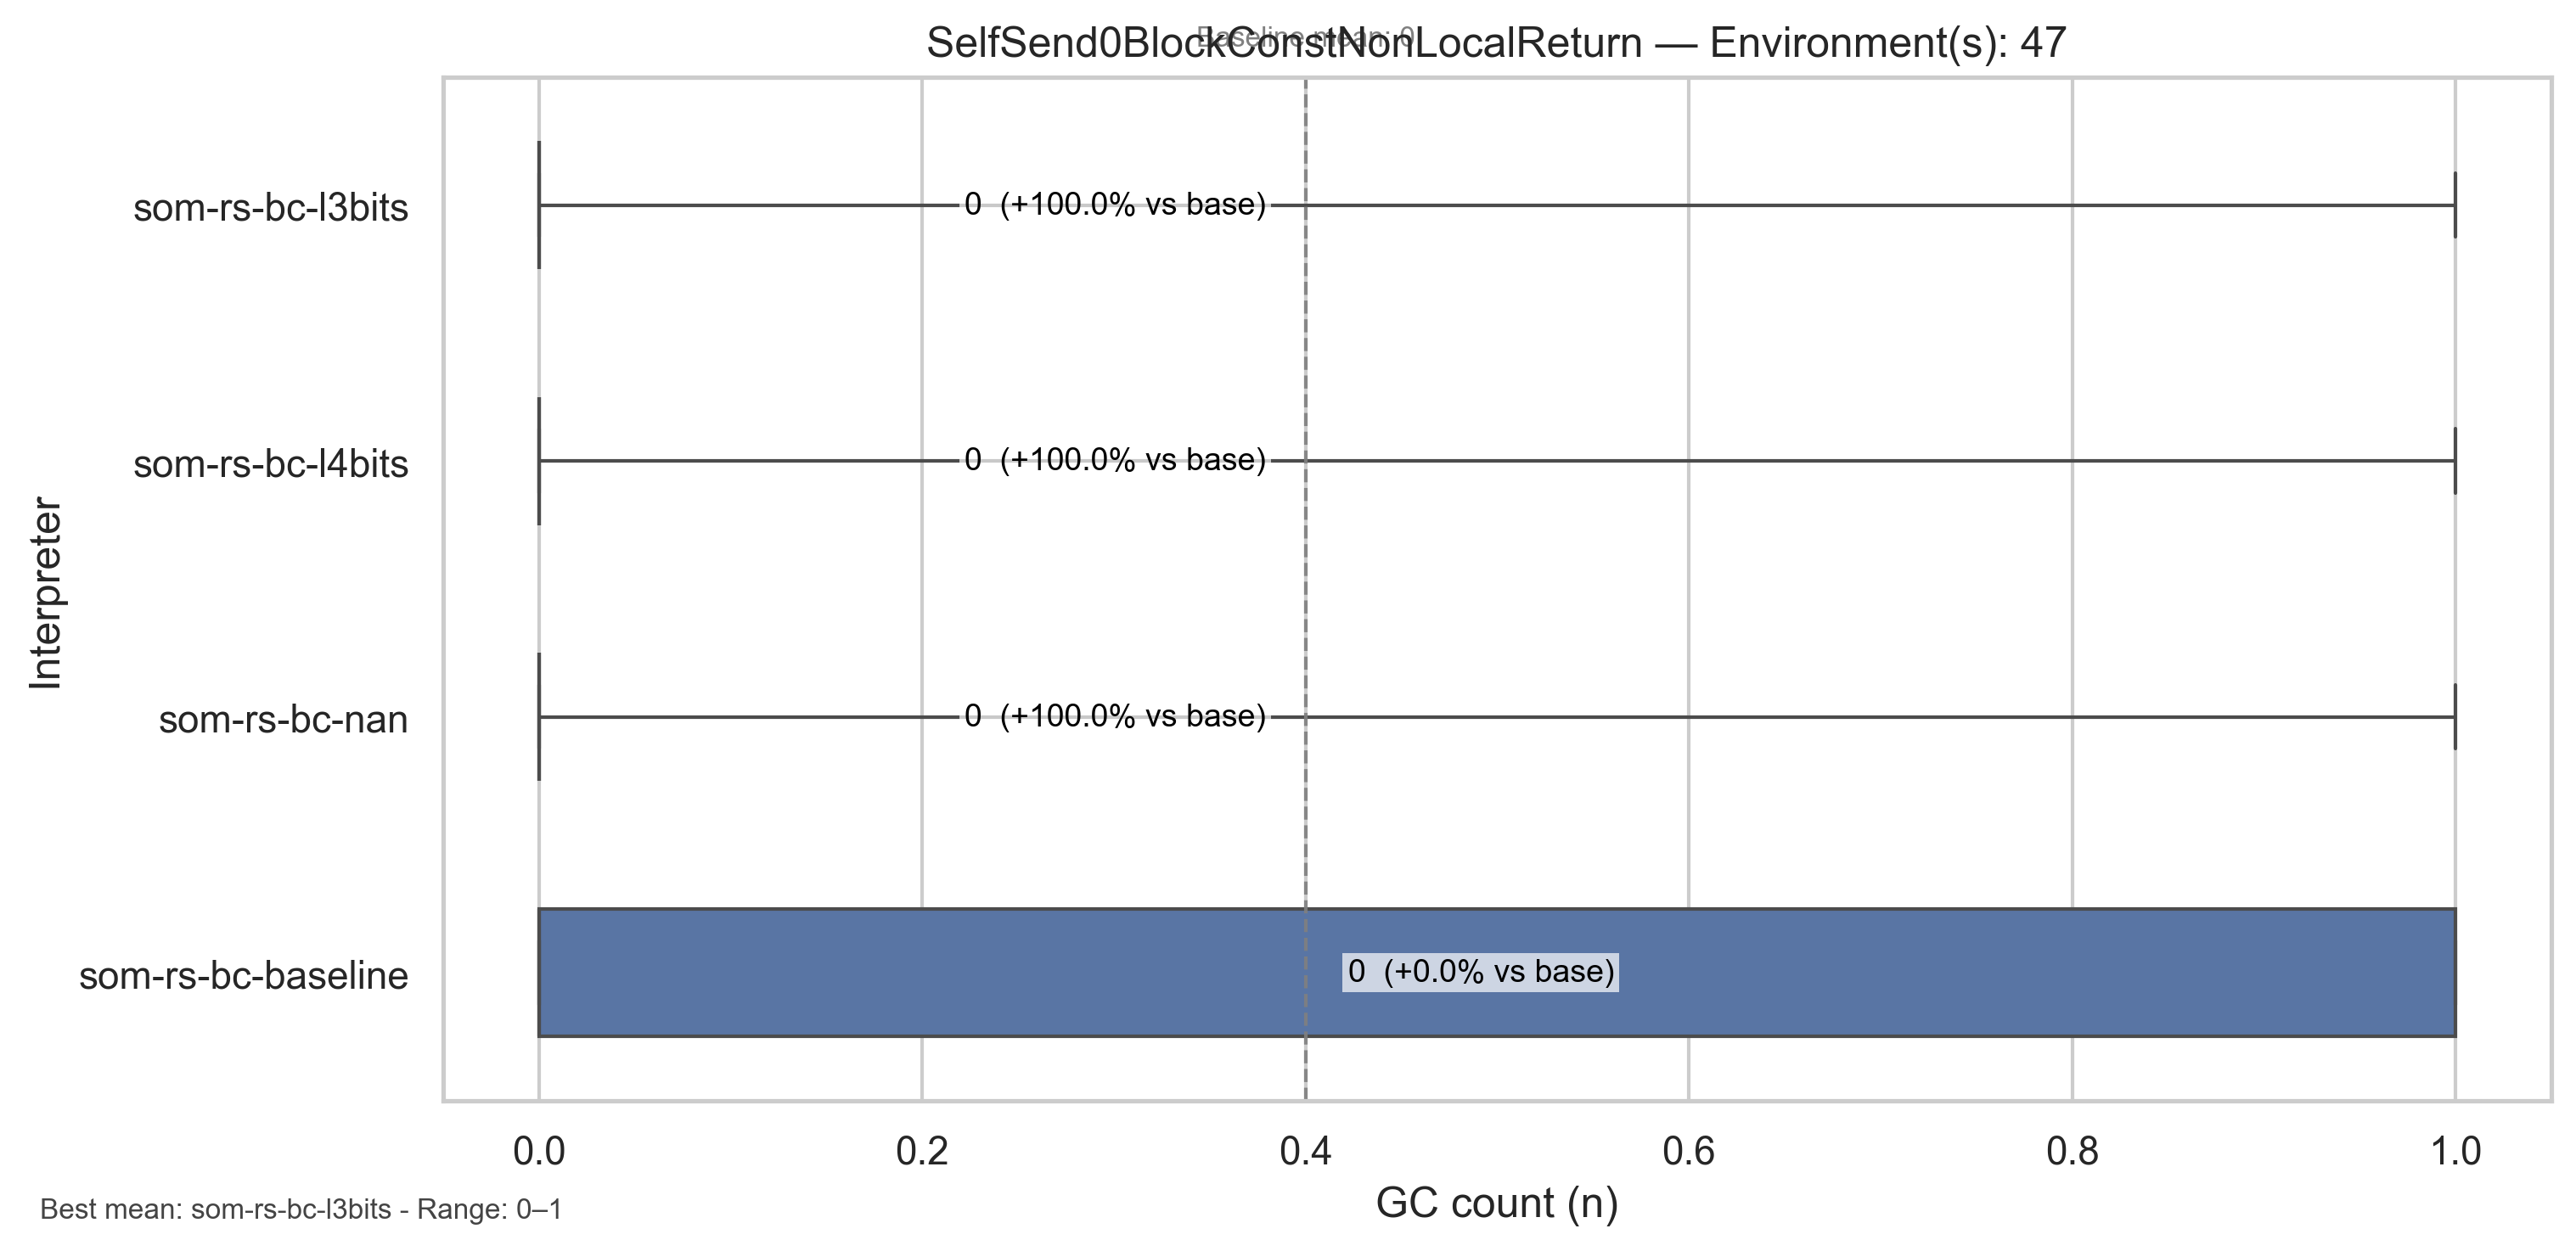 Baseline mean: 0
SelfSend0BlockConstNonLocalReturn — Environment(s): 47
som-rs-bc-l3bits
0 (+100.0% vs base)
som-rs-bc-l4bits
0 (+100.0% vs base)
som-rs-bc-nan
0 (+100.0% vs base)
som-rs-bc-baseline
0 (+0.0% vs base)
Interpreter
0.0 0.2 0.4 0.6 0.8 1.0
GC count (n)
Best mean: som-rs-bc-l3bits - Range: 0–1